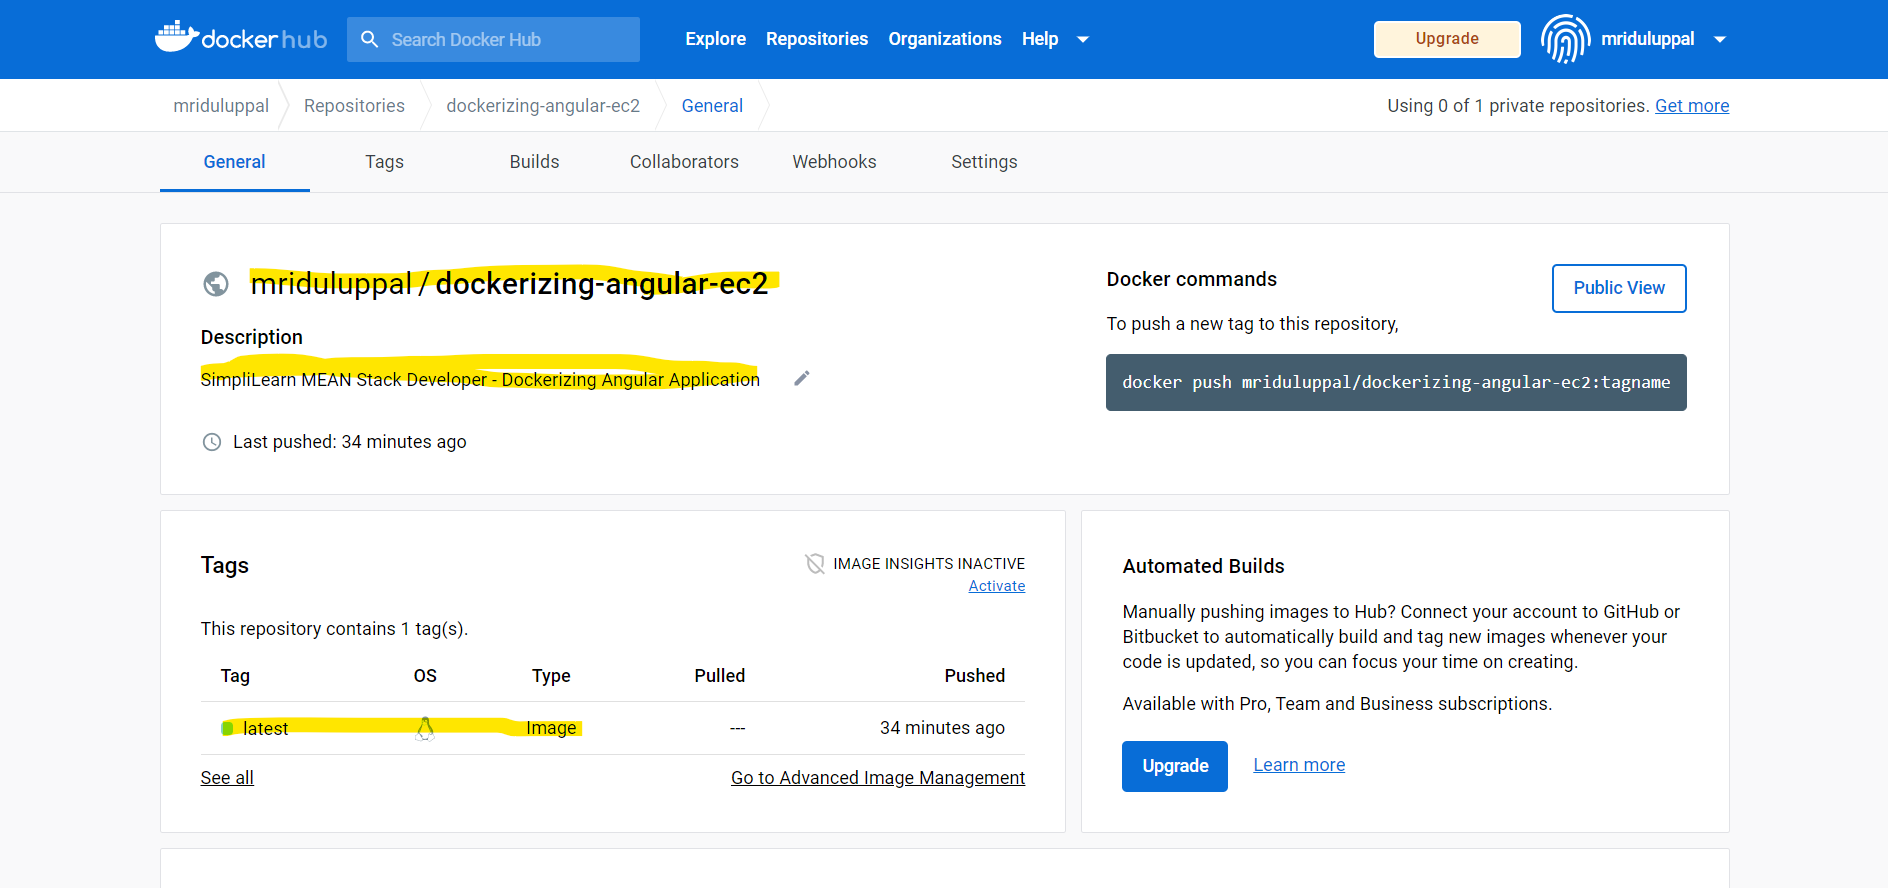 docker hub
Search Docker Hub
Explore Repositories Organizations Help
Upgrade
mriduluppal
mriduluppal Repositories dockerizing-angular-ec2 General
Using 0 of 1 private repositories. Get more
General Tags Builds Collaborators Webhooks Settings
mriduluppal / dockerizing-angular-ec2
Description
SimpliLearn MEAN Stack Developer - Dockerizing Angular Application
Last pushed: 34 minutes ago
Docker commands
Public View
To push a new tag to this repository,
docker push mriduluppal/dockerizing-angular-ec2:tagname
Tags
IMAGE INSIGHTS INACTIVE
Activate
This repository contains 1 tag(s).
Tag OS Type Pulled Pushed
latest Image --- 34 minutes ago
See all
Go to Advanced Image Management
Automated Builds
Manually pushing images to Hub? Connect your account to GitHub or
Bitbucket to automatically build and tag new images whenever your
code is updated, so you can focus your time on creating.
Available with Pro, Team and Business subscriptions.
Upgrade
Learn more